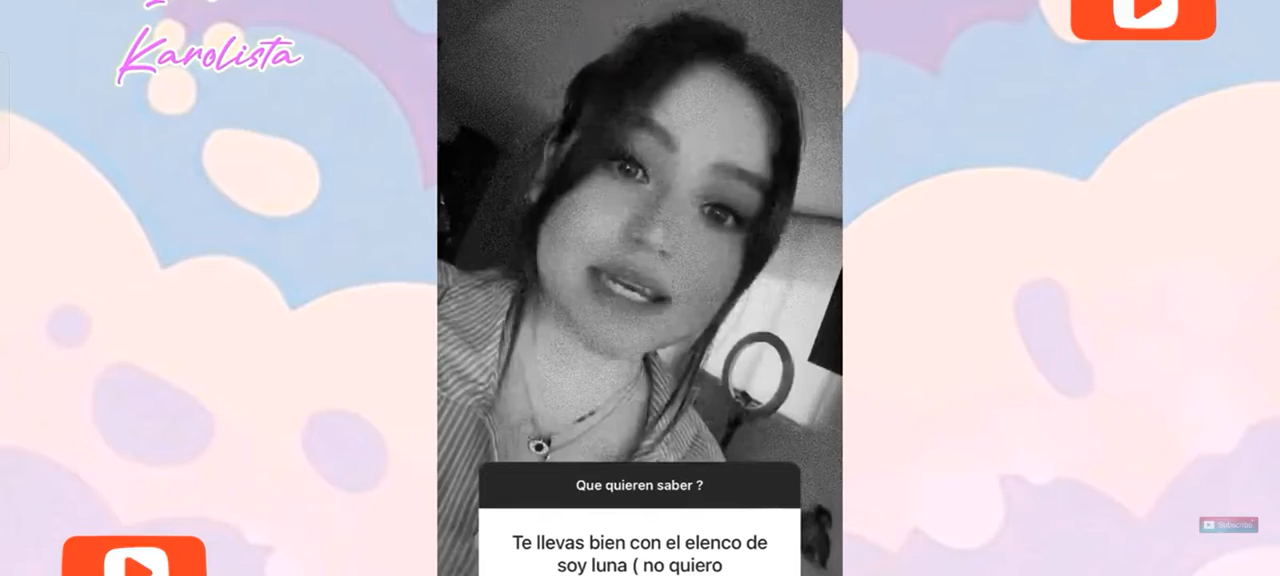 Karolista
Que quieren saber ?
Te llevas bien con el elenco de
soy luna ( no quiero
Subscribe